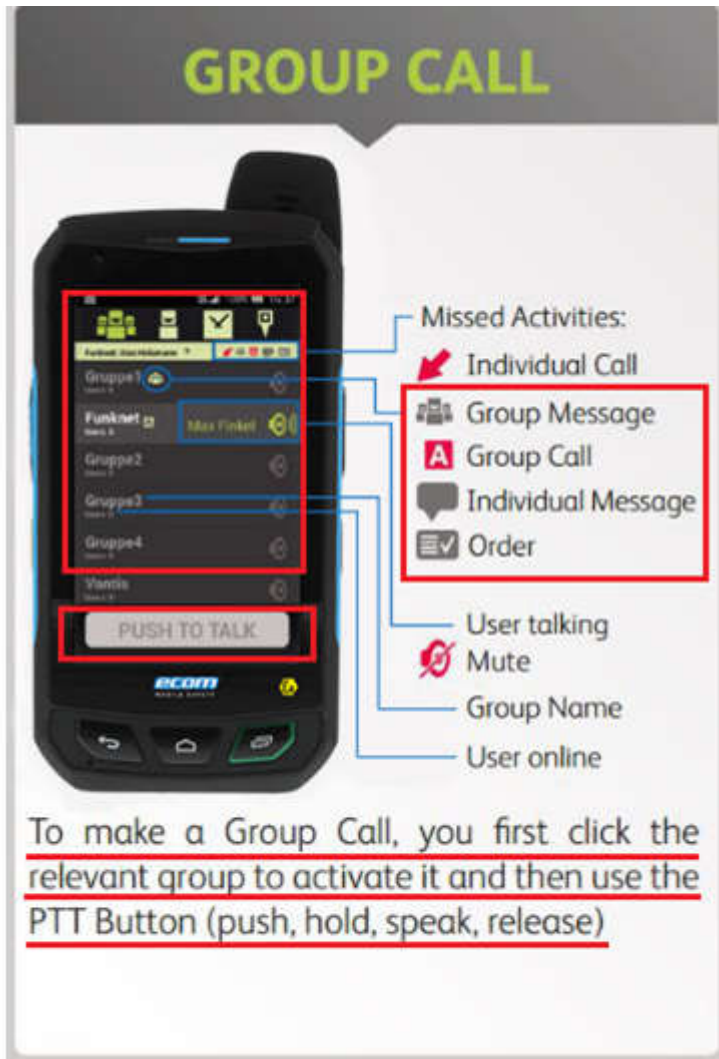 GROUP CALL
Missed Activities:
Individual Call
Gruppe1
Group Message
Funknet
Max Finkel
A Group Call
Gruppe2
Individual Message
Gruppe3
Order
Gruppe4
Vontis
PUSH TO TALK
User talking
Mute
ecom
Group Name
User online
To make a Group Call, you first click the
relevant group to activate it and then use the
PTT Button (push, hold, speak, release)